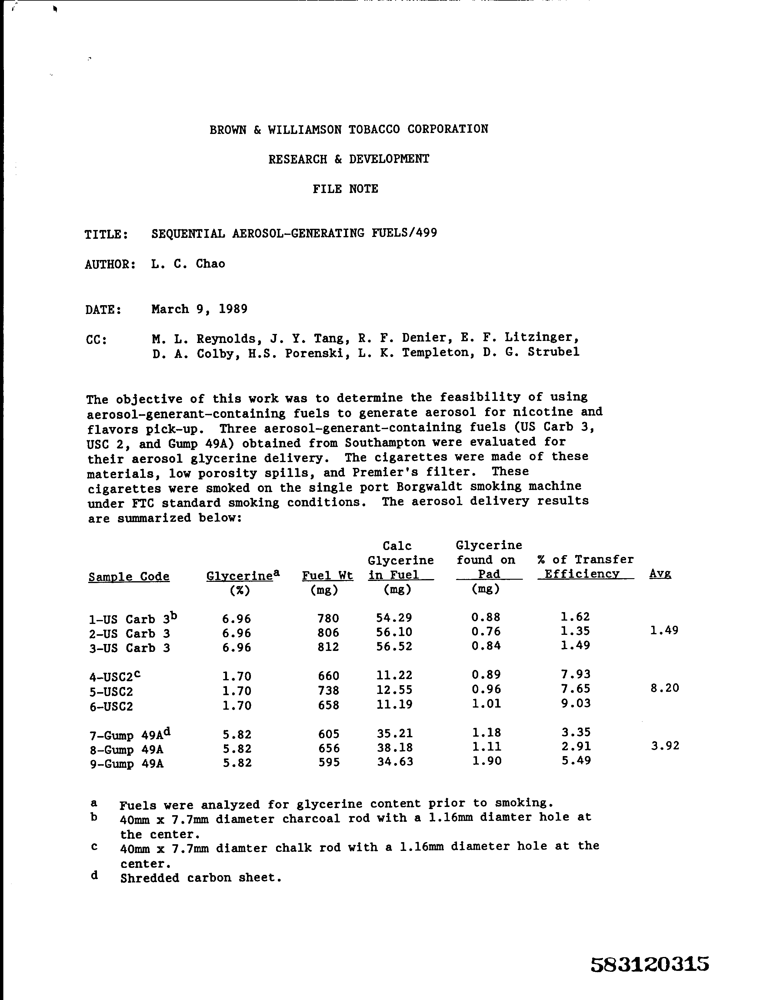 BROWN & WILLIAMSON TOBACCO CORPORATION
RESEARCH & DEVELOPMENT
FILE NOTE
TITLE: SEQUENTIAL AEROSOL-GENERATING FUELS/499
AUTHOR: L. C. Chao
DATE: March 9, 1989
CC: M. L. Reynolds, J. Y. Tang, R. F. Denier, E. F. Litzinger,
D. A. Colby, H.S. Porenski, L. K. Templeton, D. G. Strubel
The objective of this work was to determine the feasibility of using
aerosol-generant-containing fuels to generate aerosol for nicotine and
flavors pick-up. Three aerosol-generant-containing fuels (US Carb 3,
USC 2, and Gump 49A) obtained from Southampton were evaluated for
their aerosol glycerine delivery. The cigarettes were made of these
materials, low porosity spills, and Premier's filter. These
cigarettes were smoked on the single port Borgwaldt smoking machine
under FTC standard smoking conditions. The aerosol delivery results
are summarized below:
Calc Glycerine
Glycerine found on % of Transfer
Sample Code Glycerine<sup>a</sup> Fuel Wt in Fuel Pad Efficiency Avg
(%) (mg) (mg) (mg)
1-US Carb 3<sup>b</sup> 6.96 780 54.29 0.88 1.62
2-US Carb 3 6.96 806 56.10 0.76 1.35 1.49
3-US Carb 3 6.96 812 56.52 0.84 1.49
4-USC2<sup>c</sup> 1.70 660 11.22 0.89 7.93
5-USC2 1.70 738 12.55 0.96 7.65 8.20
6-USC2 1.70 658 11.19 1.01 9.03
7-Gump 49A<sup>d</sup> 5.82 605 35.21 1.18 3.35
8-Gump 49A 5.82 656 38.18 1.11 2.91 3.92
9-Gump 49A 5.82 595 34.63 1.90 5.49
a Fuels were analyzed for glycerine content prior to smoking.
b 40mm x 7.7mm diameter charcoal rod with a 1.16mm diamter hole at
the center.
c 40mm x 7.7mm diamter chalk rod with a 1.16mm diameter hole at the
center.
d Shredded carbon sheet.
583120315